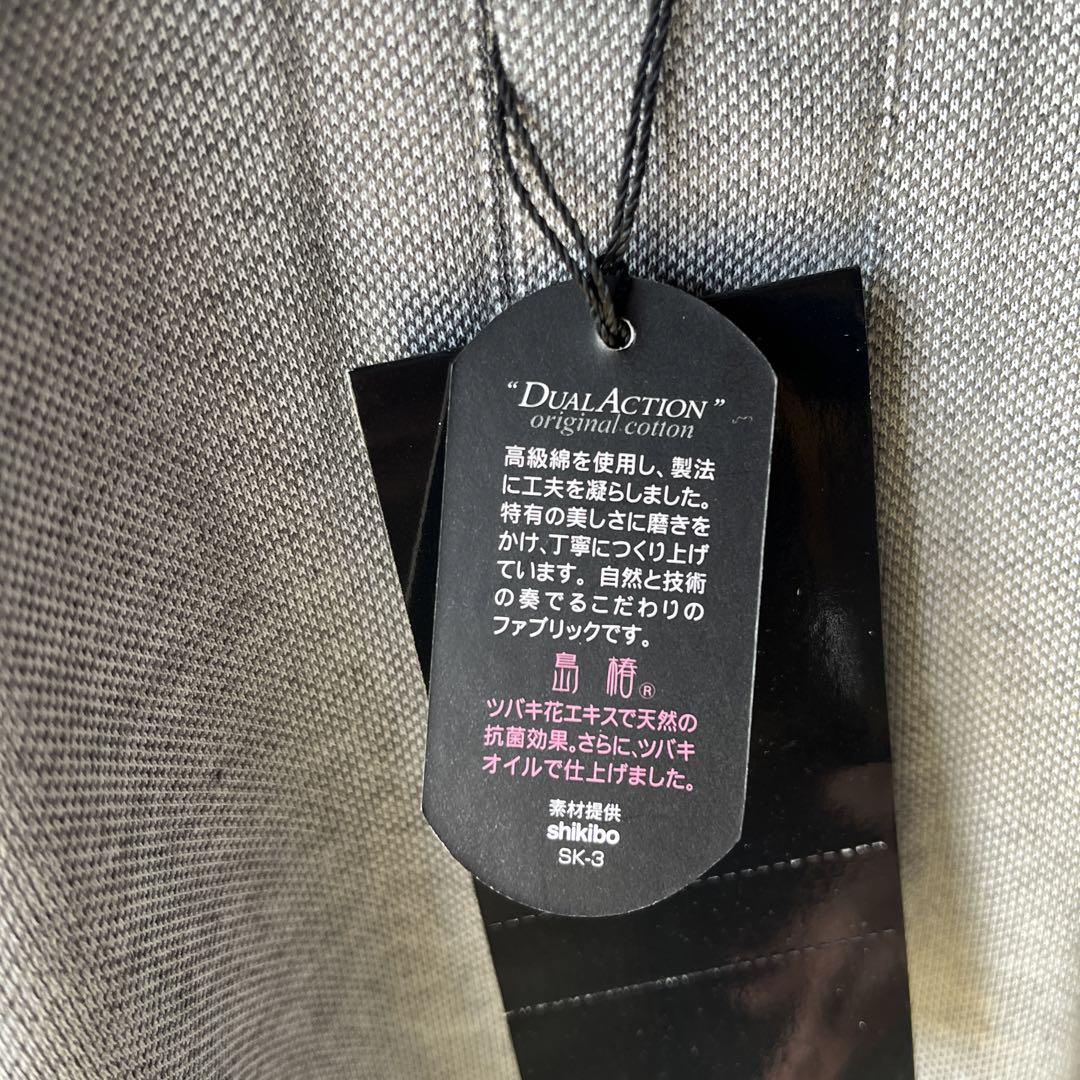 “DUAL ACTION”
original cotton
高級綿を使用し、製法
に工夫を凝らしました。
特有の美しさに磨きを
かけ、丁寧につくり上げ
ています。自然と技術
の奏でるこだわりの
ファブリックです。
島 椿®
ツバキ花エキスで天然の
抗菌効果。さらに、ツバキ
オイルで仕上げました。
素材提供
shikibo
SK-3